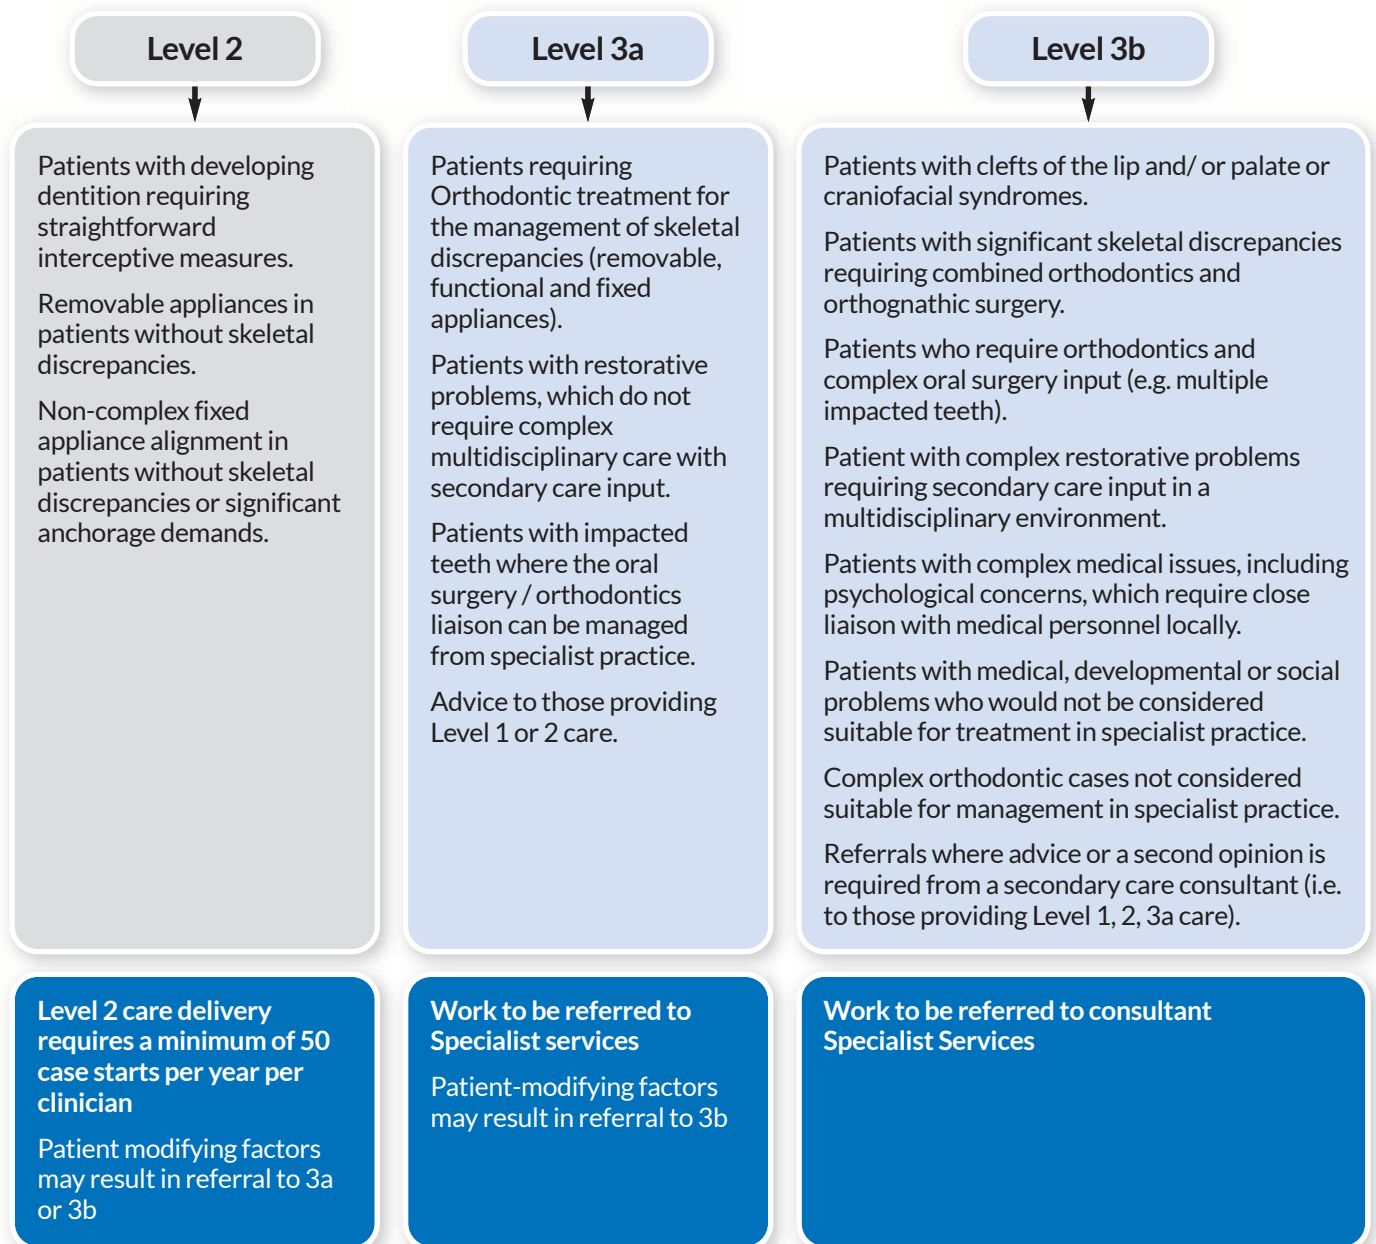 Level 2
Patients with developing
dentition requiring
straightforward
interceptive measures.
Removable appliances in
patients without skeletal
discrepancies.
Non-complex fixed
appliance alignment in
patients without skeletal
discrepancies or significant
anchorage demands.
Level 2 care delivery
requires a minimum of 50
case starts per year per
clinician
Patient modifying factors
may result in referral to 3a
or 3b
Level 3a
Patients requiring
Orthodontic treatment for
the management of skeletal
discrepancies (removable,
functional and fixed
appliances).
Patients with restorative
problems, which do not
require complex
multidisciplinary care with
secondary care input.
Patients with impacted
teeth where the oral
surgery / orthodontics
liaison can be managed
from specialist practice.
Advice to those providing
Level 1 or 2 care.
Work to be referred to
Specialist services
Patient-modifying factors
may result in referral to 3b
Level 3b
Patients with clefts of the lip and/ or palate or
craniofacial syndromes.
Patients with significant skeletal discrepancies
requiring combined orthodontics and
orthognathic surgery.
Patients who require orthodontics and
complex oral surgery input (e.g. multiple
impacted teeth).
Patient with complex restorative problems
requiring secondary care input in a
multidisciplinary environment.
Patients with complex medical issues, including
psychological concerns, which require close
liaison with medical personnel locally.
Patients with medical, developmental or social
problems who would not be considered
suitable for treatment in specialist practice.
Complex orthodontic cases not considered
suitable for management in specialist practice.
Referrals where advice or a second opinion is
required from a secondary care consultant (i.e.
to those providing Level 1, 2, 3a care).
Work to be referred to consultant
Specialist Services